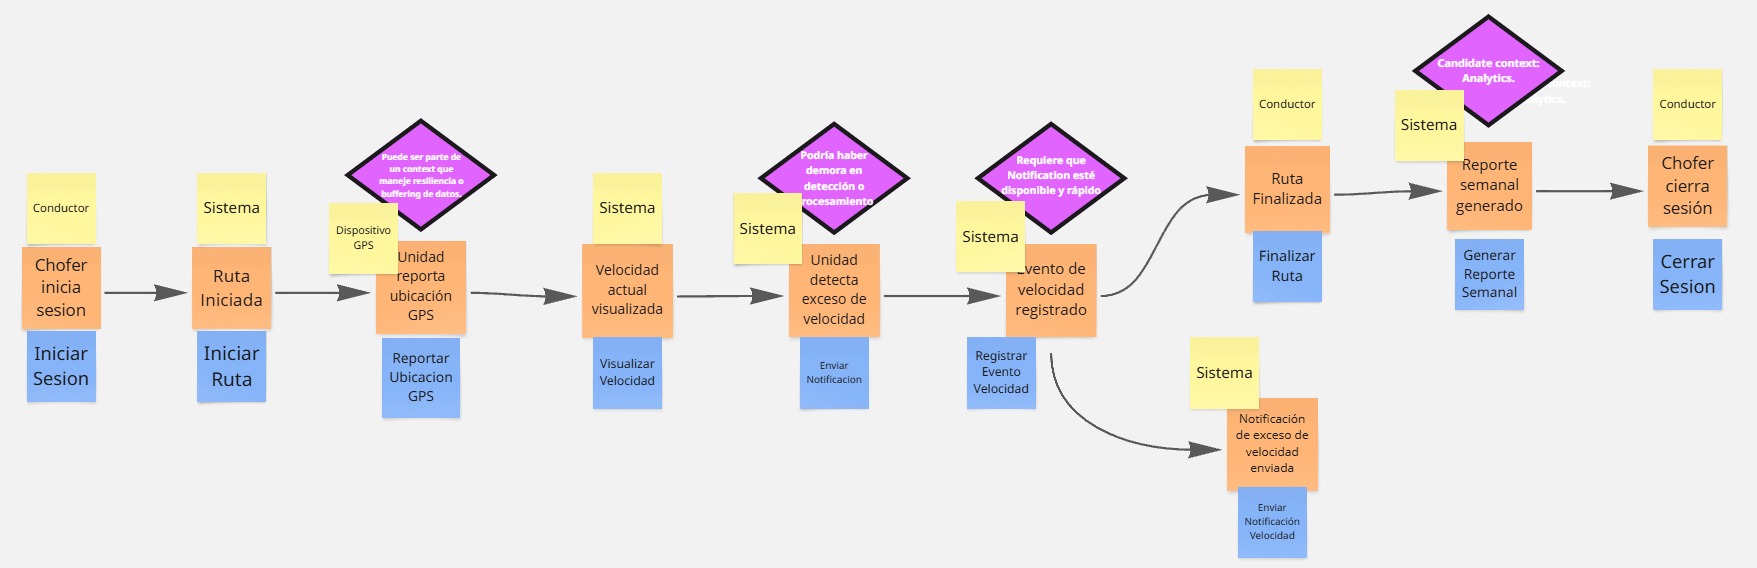 Conductor
Chofer
inicia
sesion
Iniciar
Sesion
Sistema
Ruta
Iniciada
Iniciar
Ruta
Puede ser parte de
un context que
maneje resiliencia o
buffering de datos.
Dispositivo
GPS
Unidad
reporta
ubicación
GPS
Reportar
Ubicacion
GPS
Sistema
Velocidad
actual
visualizada
Visualizar
Velocidad
Podría haber
demora en
detección o
rocesamiento
Sistema
Unidad
detecta
exceso de
velocidad
Enviar
Notificacion
Requiere que
Notification esté
disponible y rápido
Sistema
Evento de
velocidad
registrado
Registrar
Evento
Velocidad
Conductor
Ruta
Finalizada
Finalizar
Ruta
Sistema
Notificación
de exceso de
velocidad
enviada
Enviar
Notificación
Velocidad
Candidate context:
Analytics.
ontext:
lytics.
Sistema
Reporte
semanal
generado
Generar
Reporte
Semanal
Conductor
Chofer
cierra
sesión
Cerrar
Sesion